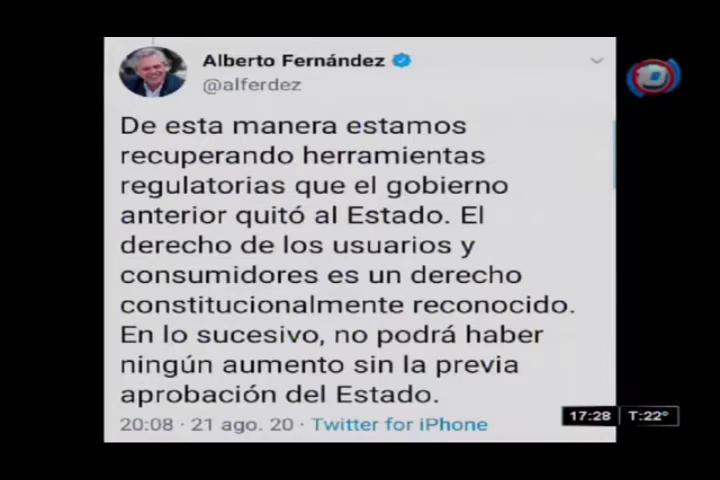 Alberto Fernández
@alferdez
De esta manera estamos
recuperando herramientas
regulatorias que el gobierno
anterior quitó al Estado. El
derecho de los usuarios y
consumidores es un derecho
constitucionalmente reconocido.
En lo sucesivo, no podrá haber
ningún aumento sin la previa
aprobación del Estado.
20:08 · 21 ago. 20 · Twitter for iPhone
17:28 T:22°